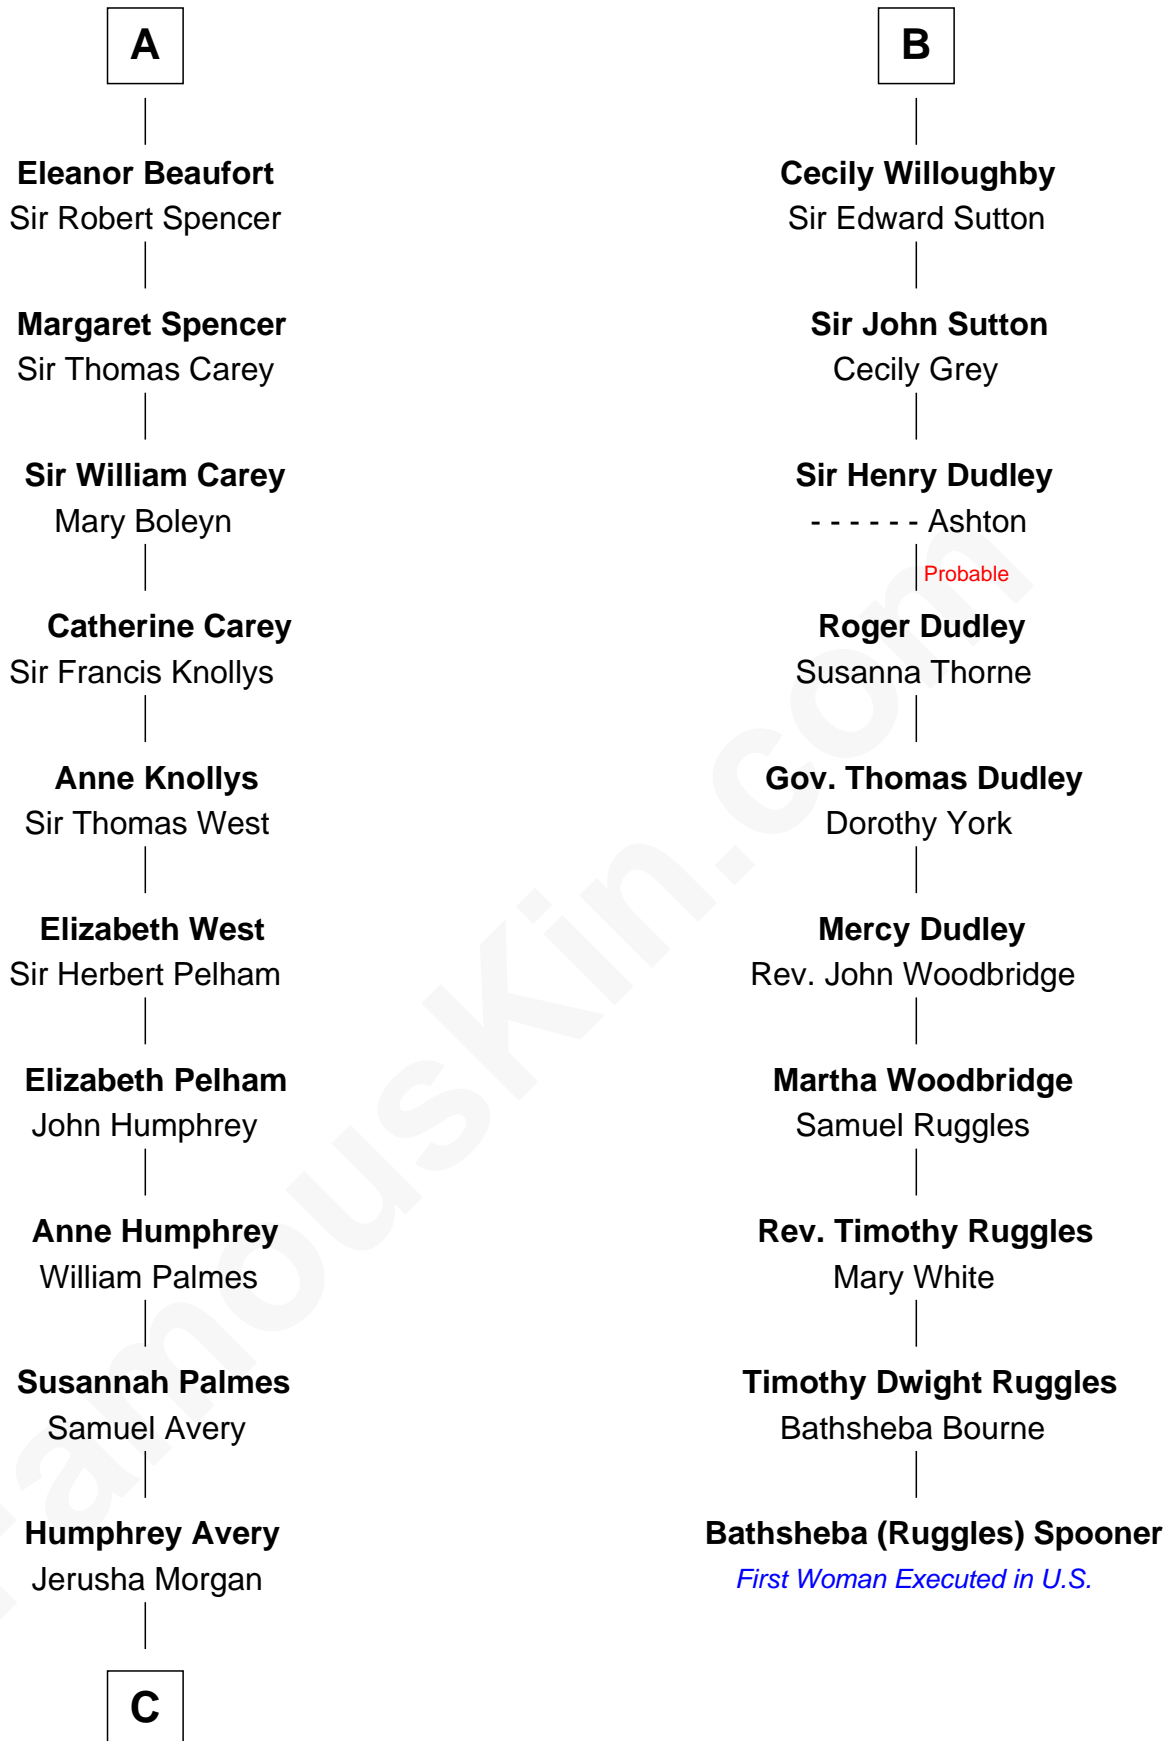 A
Eleanor Beaufort
Sir Robert Spencer
Margaret Spencer
Sir Thomas Carey
Sir William Carey
Mary Boleyn
Catherine Carey
Sir Francis Knollys
Anne Knollys
Sir Thomas West
Elizabeth West
Sir Herbert Pelham
Elizabeth Pelham
John Humphrey
Anne Humphrey
William Palmes
Susannah Palmes
Samuel Avery
Humphrey Avery
Jerusha Morgan
C
B
Cecily Willoughby
Sir Edward Sutton
Sir John Sutton
Cecily Grey
Sir Henry Dudley
- - - - - - Ashton
Probable
Roger Dudley
Susanna Thorne
Gov. Thomas Dudley
Dorothy York
Mercy Dudley
Rev. John Woodbridge
Martha Woodbridge
Samuel Ruggles
Rev. Timothy Ruggles
Mary White
Timothy Dwight Ruggles
Bathsheba Bourne
Bathsheba (Ruggles) Spooner
First Woman Executed in U.S.
FamousKin.com